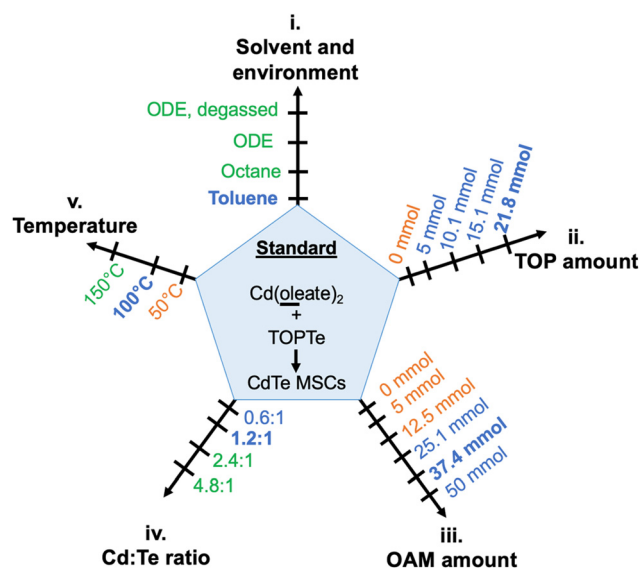 i.
Solvent and
environment
ODE, degassed
ODE
Octane
Toluene
0 mmol
5 mmol
10.1 mmol
15.1 mmol
21.8 mmol
ii.
TOP amount
v.
Temperature
150°C
100°C
50°C
Standard
Cd(oleate)₂
+
TOPTe
CdTe MSCs
0 mmol
5 mmol
12.5 mmol
25.1 mmol
37.4 mmol
50 mmol
iii.
OAM amount
0.6:1
1.2:1
2.4:1
4.8:1
iv.
Cd:Te ratio